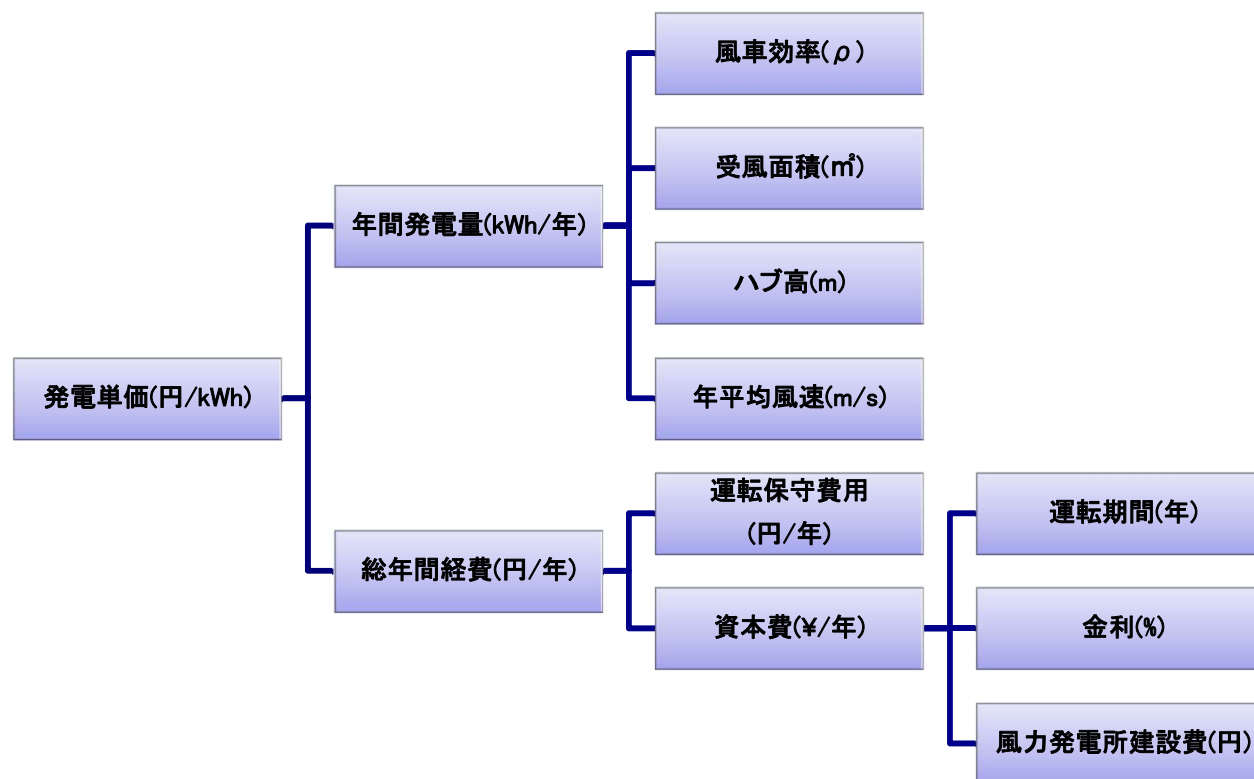 風車効率(ρ)
受風面積(㎡)
年間発電量(kWh/年)
ハブ高(m)
発電単価(円/kWh)
年平均風速(m/s)
運転保守費用
(円/年)
運転期間(年)
総年間経費(円/年)
資本費(¥/年)
金利(%)
風力発電所建設費(円)